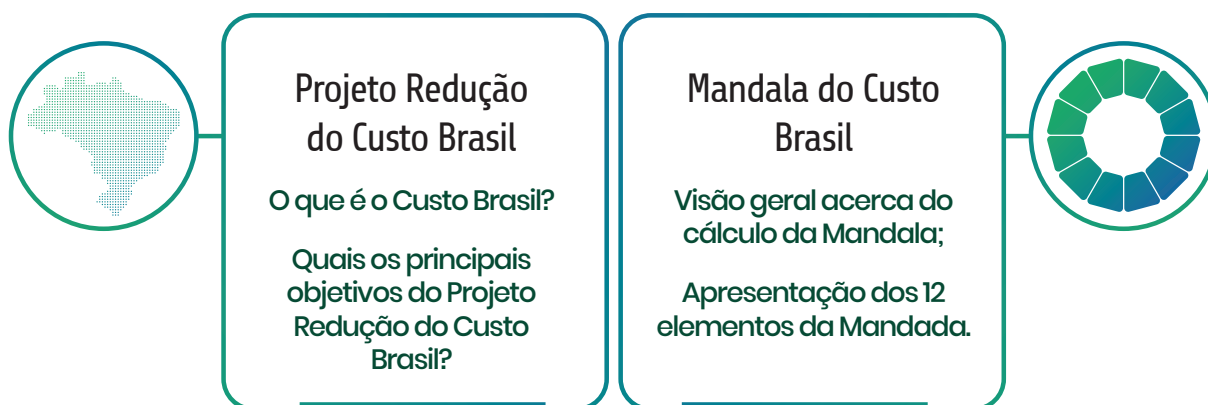 Projeto Redução
do Custo Brasil
O que é o Custo Brasil?
Quais os principais
objetivos do Projeto
Redução do Custo
Brasil?
Mandala do Custo
Brasil
Visão geral acerca do
cálculo da Mandala;
Apresentação dos 12
elementos da Mandada.